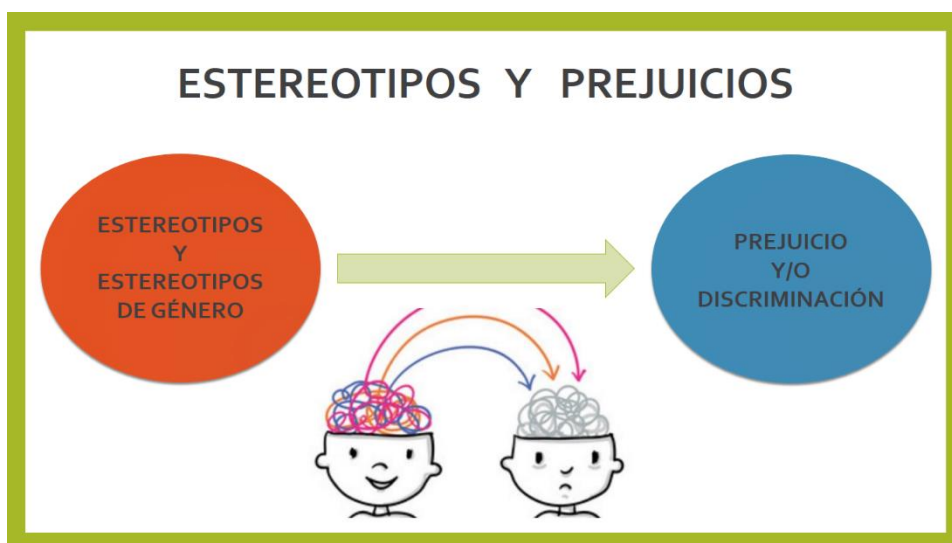 ESTEREOTIPOS Y PREJUICIOS
ESTEREOTIPOS
Y
ESTEREOTIPOS
DE GÉNERO
PREJUICIO
Y/O
DISCRIMINACIÓN